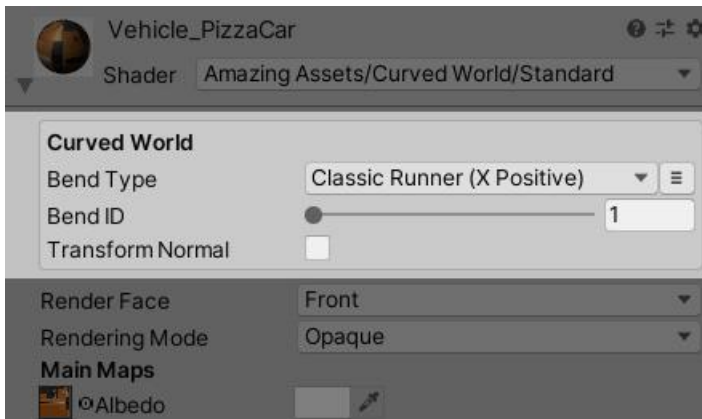 Vehicle_PizzaCar
Shader Amazing Assets/Curved World/Standard
Curved World
Bend Type Classic Runner (X Positive)
Bend ID 1
Transform Normal
Render Face Front
Rendering Mode Opaque
Main Maps
Albedo